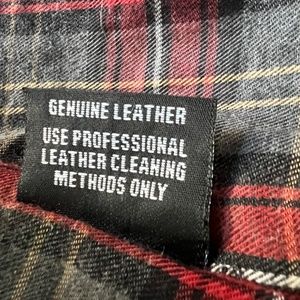 GENUINE LEATHER
USE PROFESSIONAL
LEATHER CLEANING
METHODS ONLY